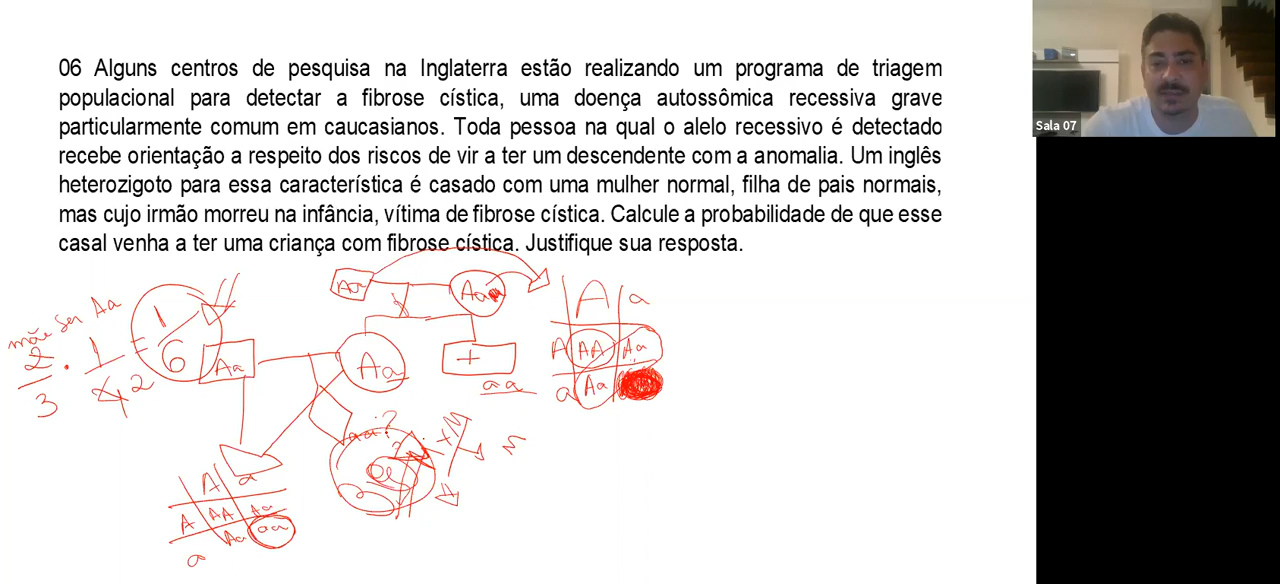 06 Alguns centros de pesquisa na Inglaterra estão realizando um programa de triagem
populacional para detectar a fibrose cística, uma doença autossômica recessiva grave
particularmente comum em caucasianos. Toda pessoa na qual o alelo recessivo é detectado
recebe orientação a respeito dos riscos de vir a ter um descendente com a anomalia. Um inglês
heterozigoto para essa característica é casado com uma mulher normal, filha de pais normais,
mas cujo irmão morreu na infância, vítima de fibrose cística. Calcule a probabilidade de que esse
casal venha a ter uma criança com fibrose cística. Justifique sua resposta.
Sala 07
mãe ser Aa
2/3 . 1/4 2 = 1/6
Aa Aa
Aa Aa +
aa
A a
A AA Aa
a Aa
aa?
A a
A AA Aa
a Aa aa